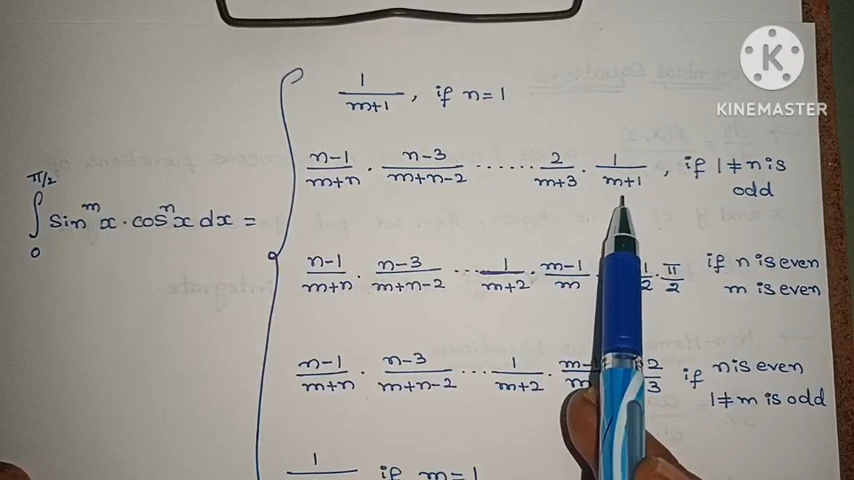 K
KINEMASTER
1/(m+1), if n=1
∫₀^(π/2) sin^m x · cos^n x dx =
(n-1)/(m+n) · (n-3)/(m+n-2) ...... 2/(m+3) · 1/(m+1), if 1≠n is odd
(n-1)/(m+n) · (n-3)/(m+n-2) ... 1/(m+2) · (m-1)/m 1/2 · π/2 if n is even m is even
(n-1)/(m+n) · (n-3)/(m+n-2) ... 1/(m+2) · 2/3 if n is even 1≠m is odd
1 if m=1